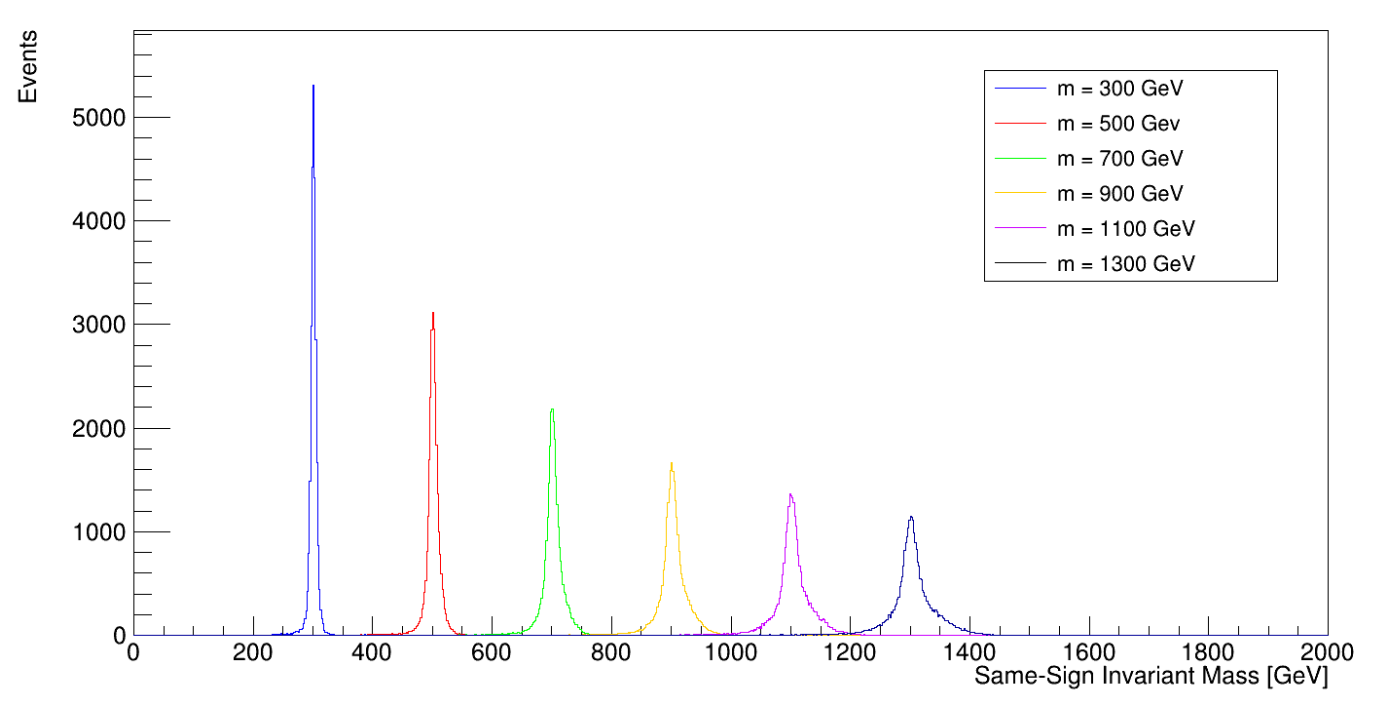 Events
5000
4000
3000
2000
1000
0
0 200 400 600 800 1000 1200 1400 1600 1800 2000
Same-Sign Invariant Mass [GeV]
m = 300 GeV
m = 500 Gev
m = 700 GeV
m = 900 GeV
m = 1100 GeV
m = 1300 GeV